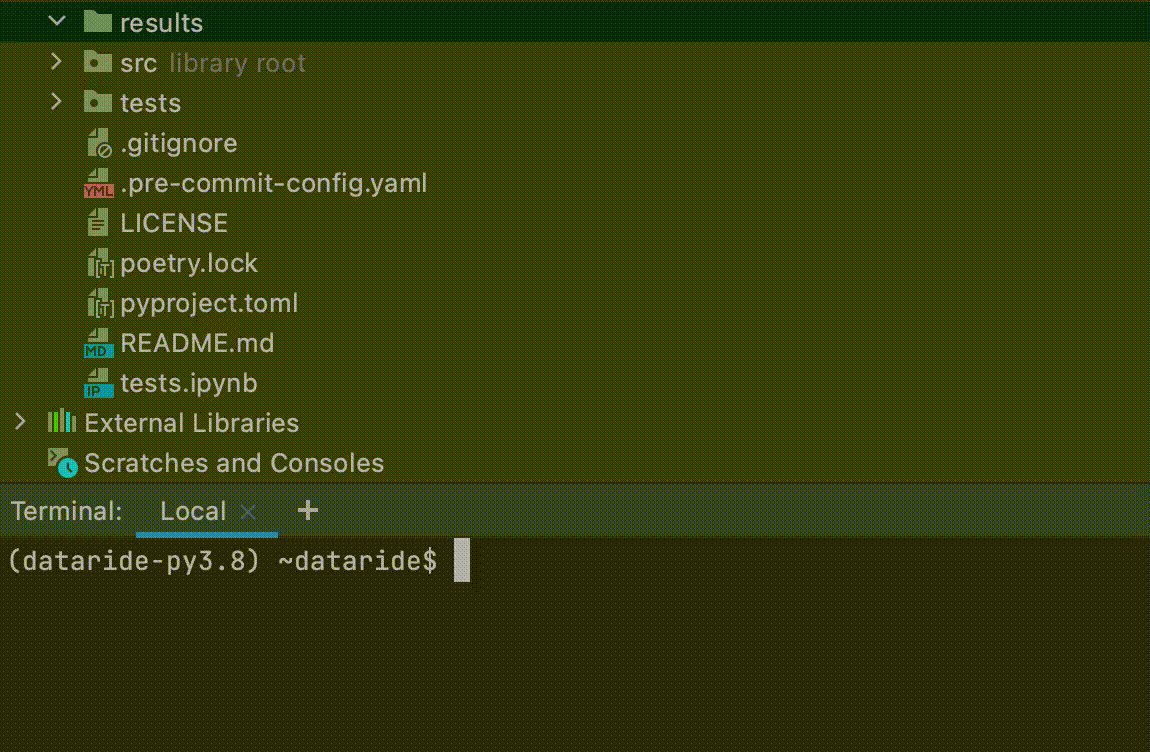 results
src library root
tests
.gitignore
YML .pre-commit-config.yaml
LICENSE
[T] poetry.lock
[T] pyproject.toml
MD README.md
IP tests.ipynb
External Libraries
Scratches and Consoles
Terminal: Local × +
(dataride-py3.8) ~dataride$